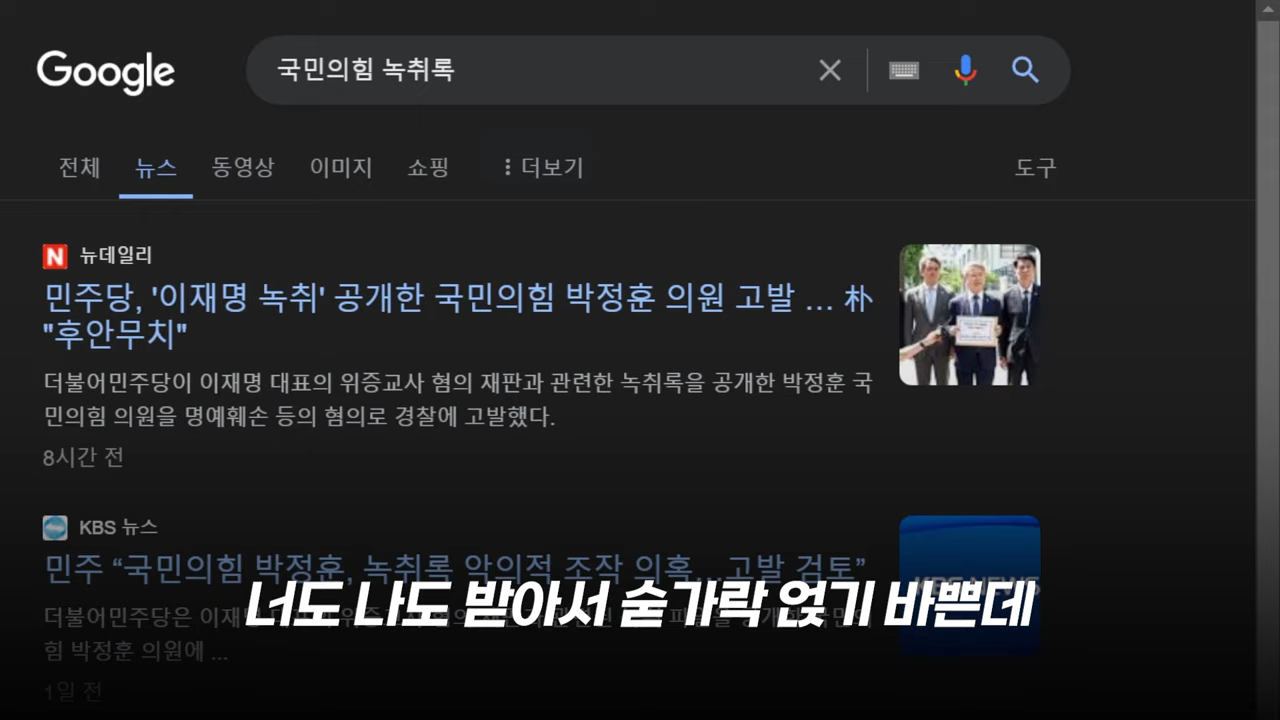 Google
국민의힘 녹취록
전체 뉴스 동영상 이미지 쇼핑 더보기 도구
N 뉴데일리
민주당, '이재명 녹취' 공개한 국민의힘 박정훈 의원 고발 ... 朴
"후안무치"
더불어민주당이 이재명 대표의 위증교사 혐의 재판과 관련한 녹취록을 공개한 박정훈 국
민의힘 의원을 명예훼손 등의 혐의로 경찰에 고발했다.
8시간 전
KBS 뉴스
민주 “국민의힘 박정훈, 녹취록 악의적 조작 의혹...고발 검토”
너도 나도 받아서 숟가락 얹기 바쁜데
더불어민주당은 이재명
힘 박정훈 의원에 ...
1일 전